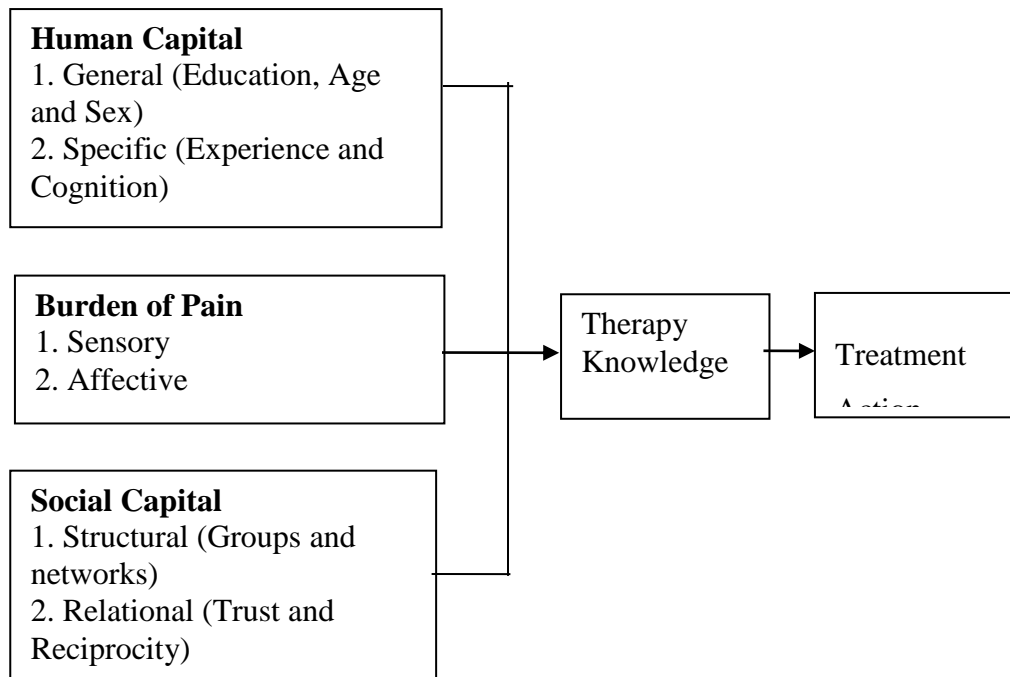 Human Capital
1. General (Education, Age
and Sex)
2. Specific (Experience and
Cognition)
Burden of Pain
1. Sensory
2. Affective
Social Capital
1. Structural (Groups and
networks)
2. Relational (Trust and
Reciprocity)
Therapy
Knowledge
Treatment